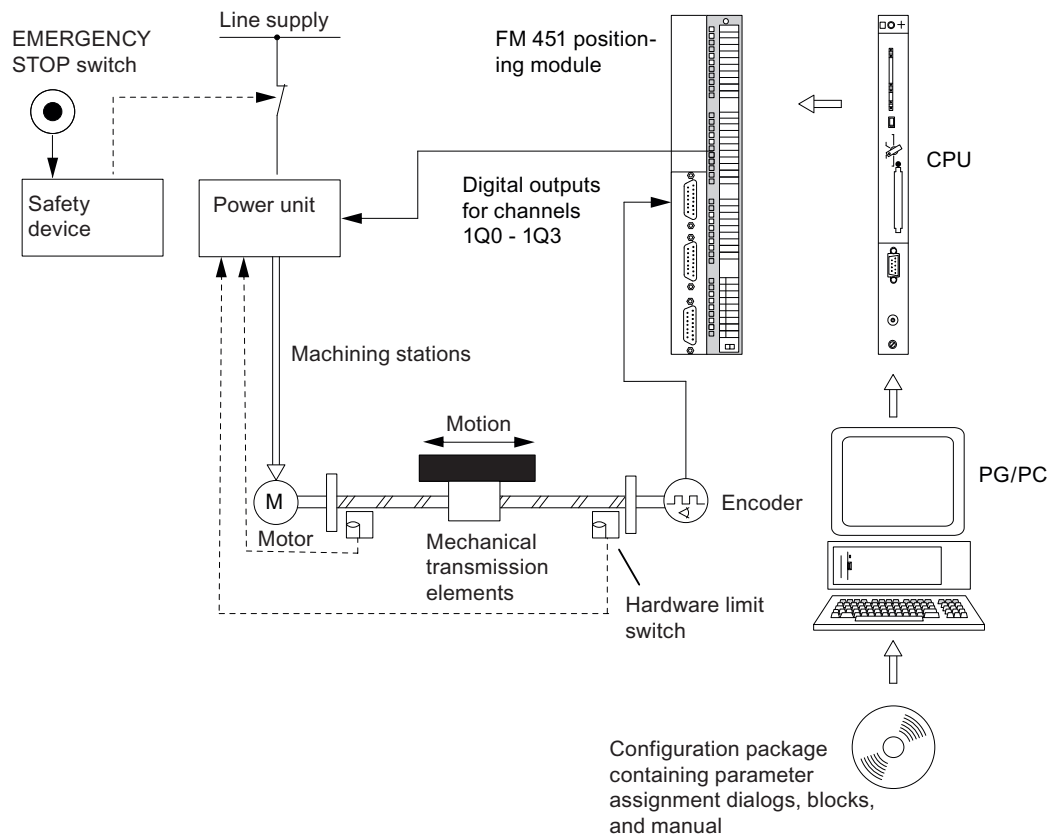 Line supply
EMERGENCY
STOP switch
FM 451 position-
ing module
CPU
Safety
device
Power unit
Digital outputs
for channels
1Q0 - 1Q3
Machining stations
Motion
PG/PC
M
Encoder
Motor
Mechanical
transmission
elements
Hardware limit
switch
Configuration package
containing parameter
assignment dialogs, blocks,
and manual